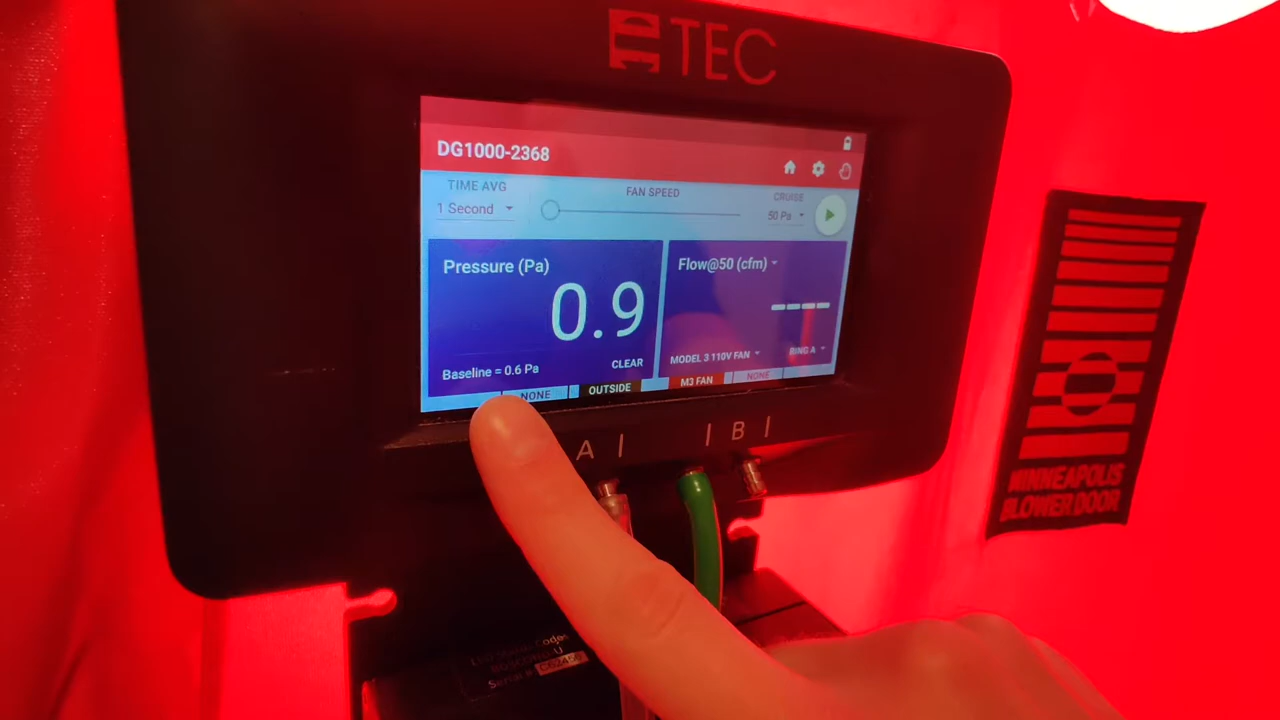 TEC
DG1000-2368
TIME AVG
FAN SPEED
CRUISE
1 Second
50 Pa
Pressure (Pa)
Flow@50 (cfm)
0.9
----
Baseline = 0.6 Pa
CLEAR
MODEL 3 110V FAN
RING A
NONE
OUTSIDE
M3 FAN
NONE
A
B
MINNEAPOLIS
BLOWER DOOR
Serial #